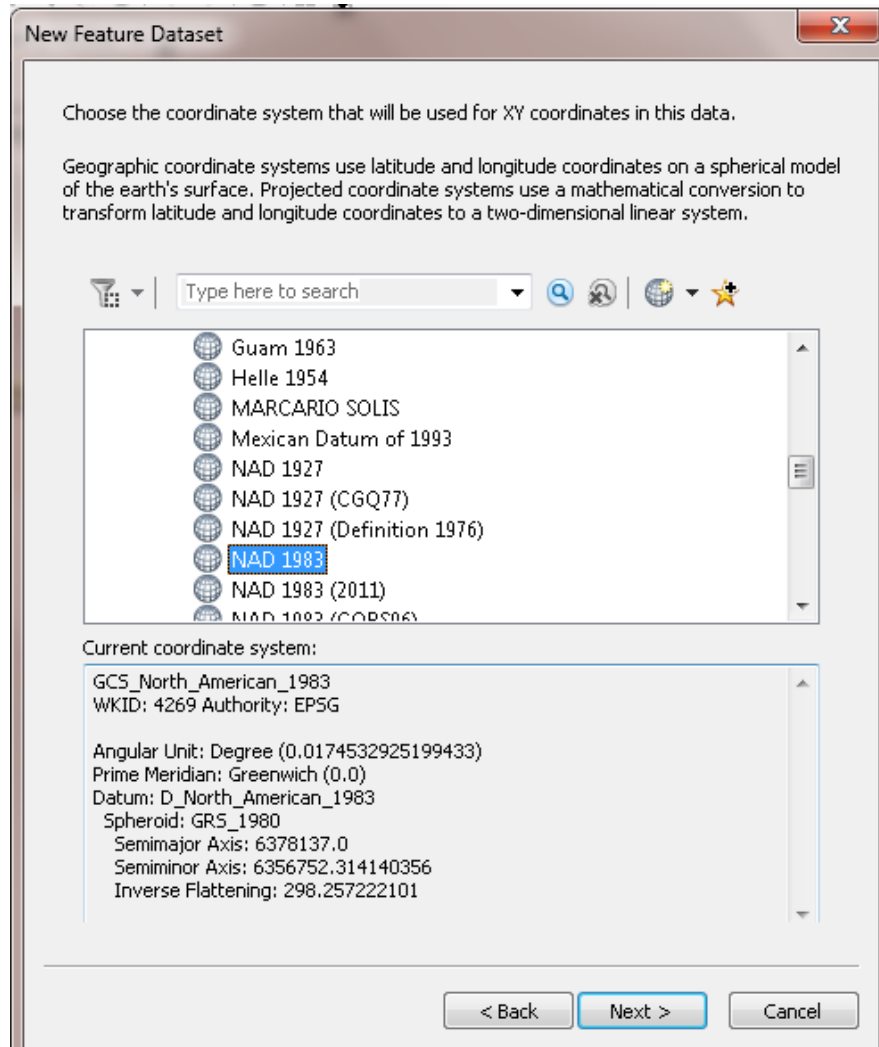 New Feature Dataset
Choose the coordinate system that will be used for XY coordinates in this data.
Geographic coordinate systems use latitude and longitude coordinates on a spherical model
of the earth's surface. Projected coordinate systems use a mathematical conversion to
transform latitude and longitude coordinates to a two-dimensional linear system.
Type here to search
Guam 1963
Helle 1954
MARCARIO SOLIS
Mexican Datum of 1993
NAD 1927
NAD 1927 (CGQ77)
NAD 1927 (Definition 1976)
NAD 1983
NAD 1983 (2011)
NAD 1983 (CORS96)
Current coordinate system:
GCS_North_American_1983
WKID: 4269 Authority: EPSG
Angular Unit: Degree (0.0174532925199433)
Prime Meridian: Greenwich (0.0)
Datum: D_North_American_1983
Spheroid: GRS_1980
Semimajor Axis: 6378137.0
Semiminor Axis: 6356752.314140356
Inverse Flattening: 298.257222101
< Back
Next >
Cancel